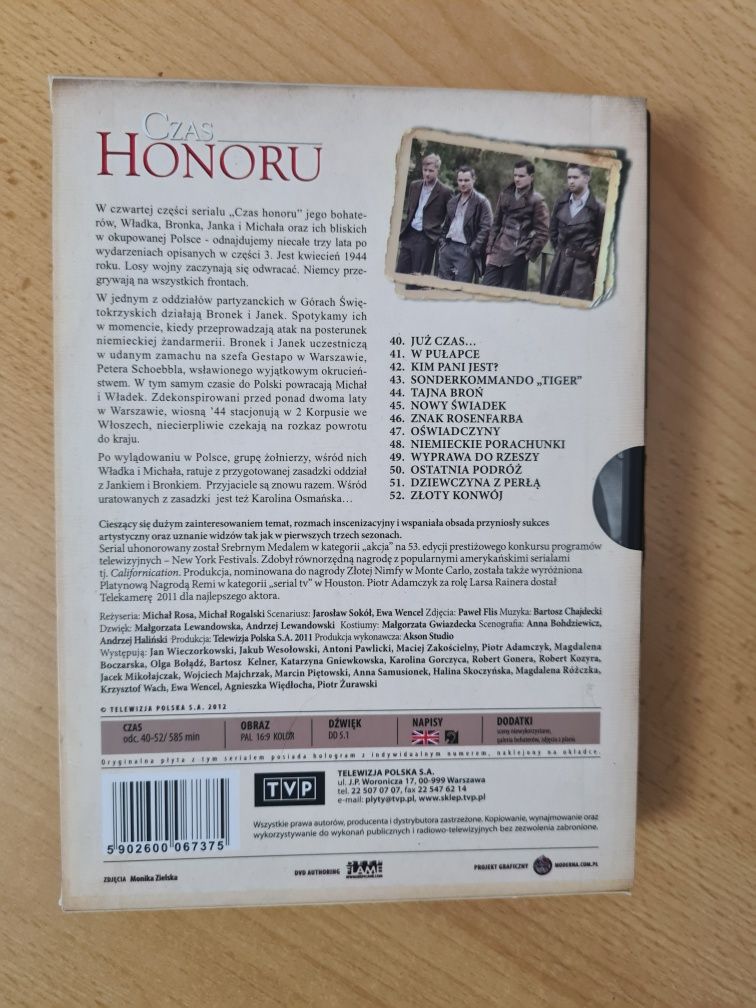 CZAS
HONORU
W czwartej części serialu „Czas honoru" jego bohate-
rów, Władka, Bronka, Janka i Michała oraz ich bliskich
w okupowanej Polsce - odnajdujemy niecałe trzy lata po
wydarzeniach opisanych w części 3. Jest kwiecień 1944
roku. Losy wojny zaczynają się odwracać. Niemcy prze-
grywają na wszystkich frontach.
W jednym z oddziałów partyzanckich w Górach Świę-
tokrzyskich działają Bronek i Janek. Spotykamy ich
w momencie, kiedy przeprowadzają atak na posterunek
niemieckiej żandarmerii. Bronek i Janek uczestniczą
w udanym zamachu na szefa Gestapo w Warszawie,
Petera Schoebbla, wsławionego wyjątkowym okrucień-
stwem. W tym samym czasie do Polski powracają Michał
i Władek. Zdekonspirowani przed ponad dwoma laty
w Warszawie, wiosną '44 stacjonują w 2 Korpusie we
Włoszech, niecierpliwie czekają na rozkaz powrotu
do kraju.
Po wylądowaniu w Polsce, grupę żołnierzy, wśród nich
Władka i Michała, ratuje z przygotowanej zasadzki oddział
z Jankiem i Bronkiem. Przyjaciele są znowu razem. Wśród
uratowanych z zasadzki jest też Karolina Osmańska…
40. JUŻ CZAS...
41. W PUŁAPCE
42. KIM PANI JEST?
43. SONDERKOMMANDO „TIGER"
44. TAJNA BROŃ
45. NOWY ŚWIADEK
46. ZNAK ROSENFARBA
47. OŚWIADCZYNY
48. NIEMIECKIE PORACHUNKI
49. WYPRAWA DO RZESZY
50. OSTATNIA PODRÓŻ
51. DZIEWCZYNA Z PERŁĄ
52. ZŁOTY KONWÓJ
Cieszący się dużym zainteresowaniem temat, rozmach inscenizacyjny i wspaniała obsada przyniosły sukces
artystyczny oraz uznanie widzów tak jak w pierwszych trzech sezonach.
Serial uhonorowany został Srebrnym Medalem w kategorii „akcja" na 53. edycji prestiżowego konkursu programów
telewizyjnych – New York Festivals. Zdobył równorzędną nagrodę z popularnymi amerykańskimi serialami
tj. Californication. Produkcja, nominowana do nagrody Złotej Nimfy w Monte Carlo, została także wyróżniona
Platynową Nagrodą Remi w kategorii „serial tv" w Houston. Piotr Adamczyk za rolę Larsa Rainera dostał
Telekamerę 2011 dla najlepszego aktora.
Reżyseria: Michał Rosa, Michał Rogalski Scenariusz: Jarosław Sokół, Ewa Wencel Zdjęcia: Paweł Flis Muzyka: Bartosz Chajdecki
Dźwięk: Małgorzata Lewandowska, Andrzej Lewandowski Kostiumy: Małgorzata Gwiazdecka Scenografia: Anna Bohdziewicz,
Andrzej Haliński Produkcja: Telewizja Polska S.A. 2011 Produkcja wykonawcza: Akson Studio
Występują: Jan Wieczorkowski, Jakub Wesołowski, Antoni Pawlicki, Maciej Zakościelny, Piotr Adamczyk, Magdalena
Boczarska, Olga Bołądź, Bartosz Kelner, Katarzyna Gniewkowska, Karolina Gorczyca, Robert Gonera, Robert Kozyra,
Jacek Mikołajczak, Wojciech Majchrzak, Marcin Piętowski, Anna Samusionek, Halina Skoczyńska, Magdalena Różczka,
Krzysztof Wach, Ewa Wencel, Agnieszka Więdłocha, Piotr Żurawski
© TELEWIZJA POLSKA S.A. 2012
CZAS
odc. 40-52/ 585 min
OBRAZ
PAL 16:9 KOLOR
DŹWIĘK
DD 5.1
NAPISY
DODATKI
sceny niewykorzystane,
galeria bohaterów, zdjęcia z planu
Oryginalna płyta z tym serialem posiada hologram z indywidualnym numerem, naklejony na okładce.
TVP
TELEWIZJA POLSKA S.A.
ul. J.P. Woronicza 17, 00-999 Warszawa
tel. 22 507 07 07, fax 22 547 62 14
e-mail: plyty@tvp.pl, www.sklep.tvp.pl
Wszystkie prawa autorów, producenta i dystrybutora zastrzeżone. Kopiowanie, wynajmowanie oraz
wykorzystywanie do wykonań publicznych i radiowo-telewizyjnych bez zezwolenia zabronione.
5 902600 067375
ZDJĘCIA Monika Zielska
DVD AUTHORING
FLAME
PROJEKT GRAFICZNY
MODERNA.COM.PL